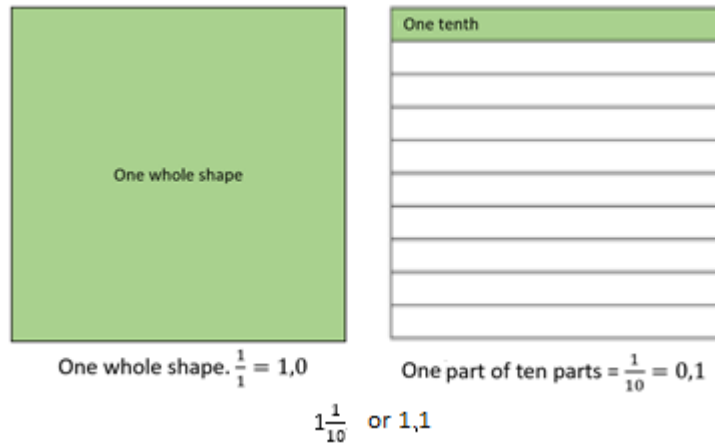 One tenth
One whole shape
One whole shape. 1/1 = 1,0
One part of ten parts = 1/10 = 0,1
1 1/10 or 1,1